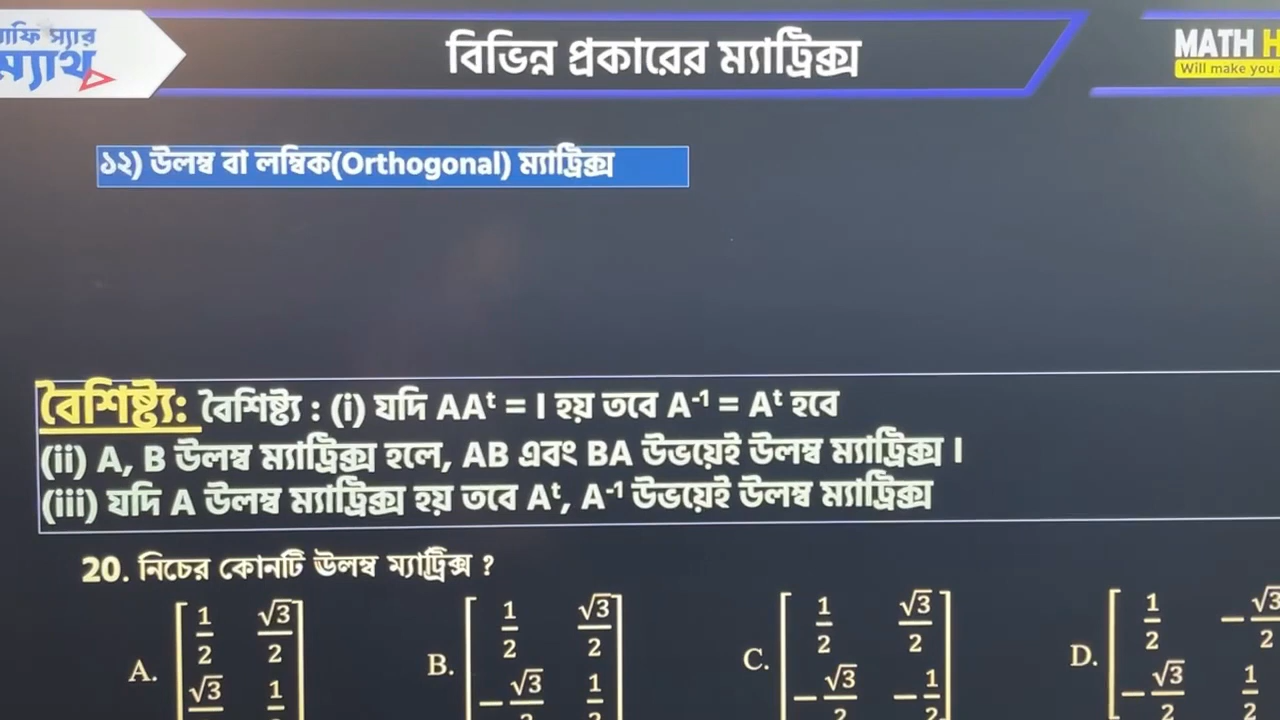 স্যার
ম্যাথ
বিভিন্ন প্রকারের ম্যাট্রিক্স
MATH
Will make you
১২) উলম্ব বা লম্বিক(Orthogonal) ম্যাট্রিক্স
বৈশিষ্ট্য: বৈশিষ্ট্য : (i) যদি AAᵗ = I হয় তবে A⁻¹ = Aᵗ হবে
(ii) A, B উলম্ব ম্যাট্রিক্স হলে, AB এবং BA উভয়েই উলম্ব ম্যাট্রিক্স ।
(iii) যদি A উলম্ব ম্যাট্রিক্স হয় তবে Aᵗ, A⁻¹ উভয়েই উলম্ব ম্যাট্রিক্স
20. নিচের কোনটি ঊলম্ব ম্যাট্রিক্স ?
A. [1/2 √3/2
√3 1/2]
B. [1/2 √3/2
-√3/2 1/2]
C. [1/2 √3/2
-√3/2 -1/2]
D. [1/2 -√3/2
-√3/2 1/2]